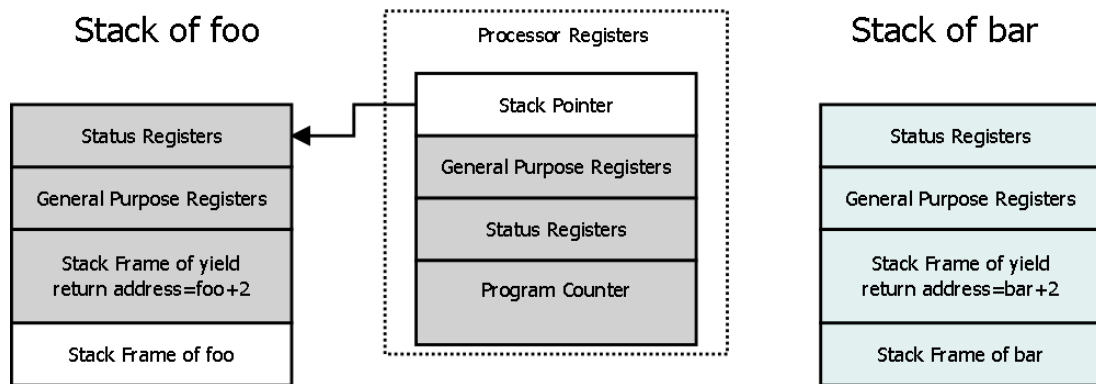 Stack of foo
Status Registers
General Purpose Registers
Stack Frame of yield
return address=foo+2
Stack Frame of foo
Processor Registers
Stack Pointer
General Purpose Registers
Status Registers
Program Counter
Stack of bar
Status Registers
General Purpose Registers
Stack Frame of yield
return address=bar+2
Stack Frame of bar